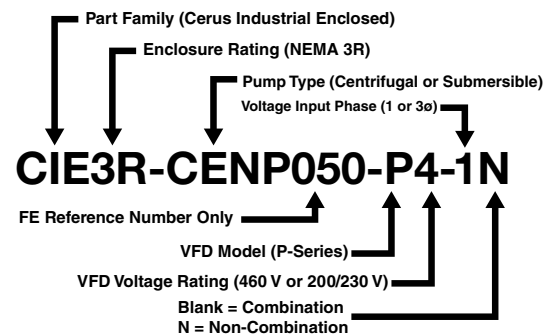 Part Family (Cerus Industrial Enclosed)
Enclosure Rating (NEMA 3R)
Pump Type (Centrifugal or Submersible)
Voltage Input Phase (1 or 3ø)
CIE3R-CENP050-P4-1N
FE Reference Number Only
VFD Model (P-Series)
VFD Voltage Rating (460 V or 200/230 V)
Blank = Combination
N = Non-Combination